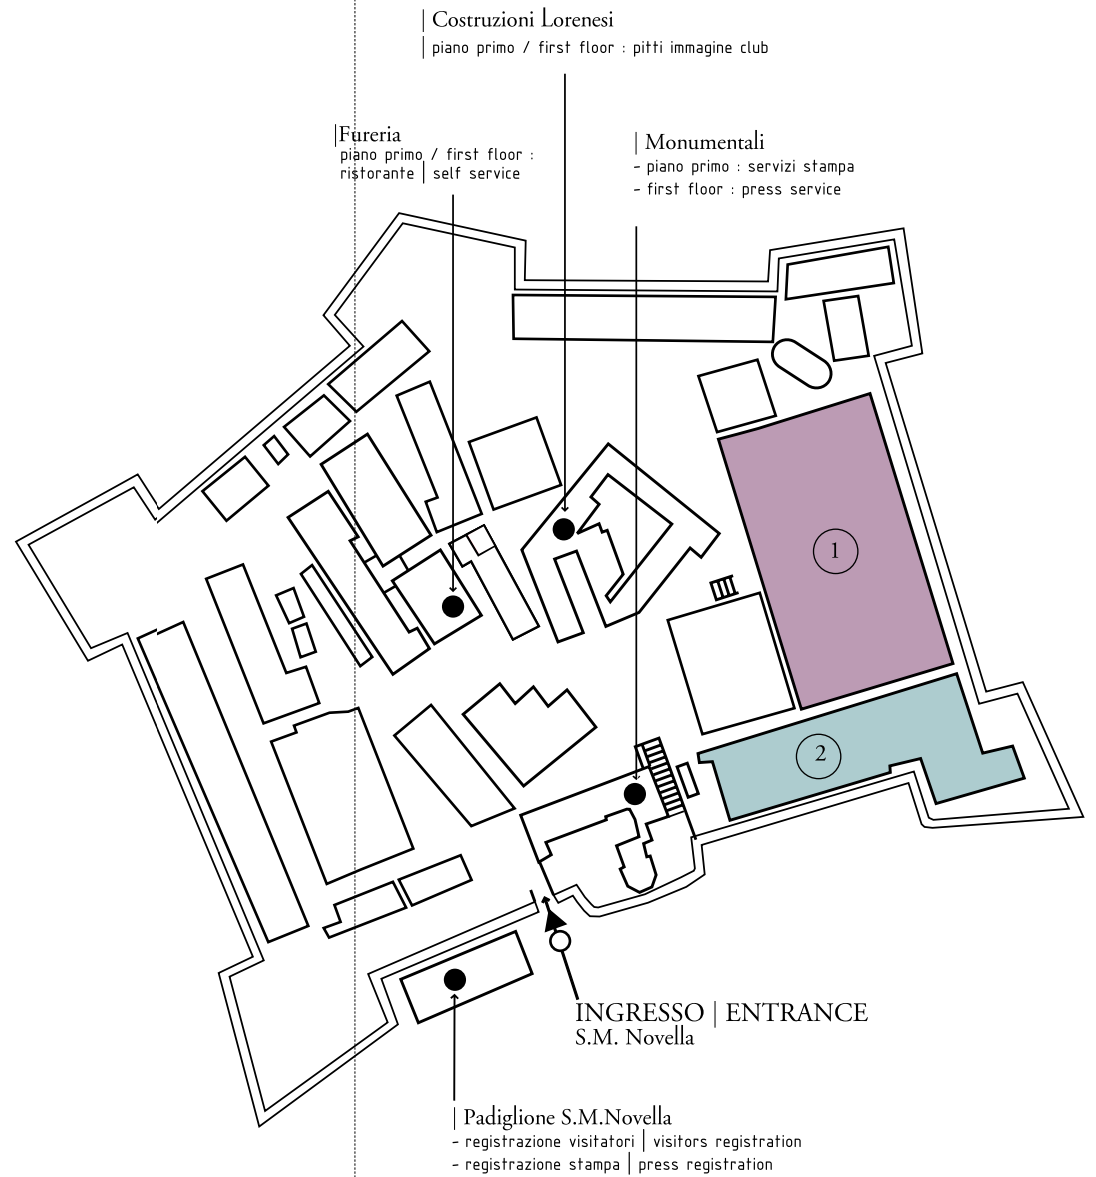 | Costruzioni Lorenesi
| piano primo / first floor : pitti immagine club
|Fureria
piano primo / first floor :
ristorante | self service
| Monumentali
- piano primo : servizi stampa
- first floor : press service
1
2
INGRESSO | ENTRANCE
S.M. Novella
| Padiglione S.M.Novella
- registrazione visitatori | visitors registration
- registrazione stampa | press registration